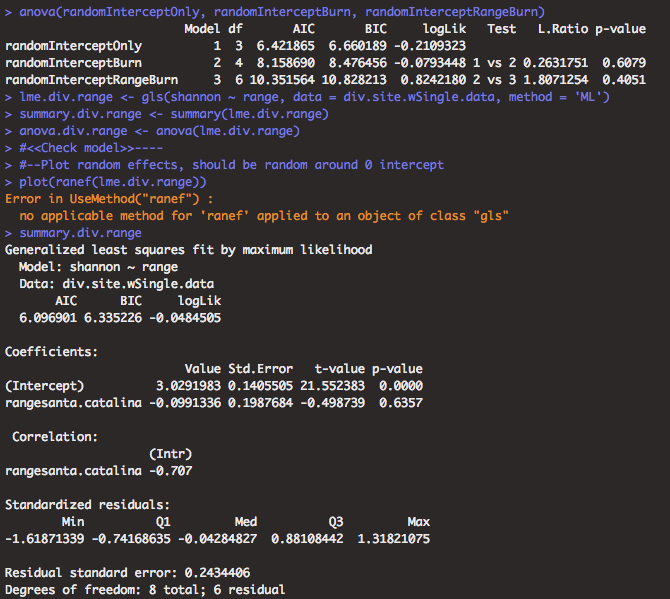 > anova(randomInterceptOnly, randomInterceptBurn, randomInterceptRangeBurn)
                         Model df       AIC       BIC     logLik   Test   L.Ratio p-value
randomInterceptOnly          1  3  6.421865  6.660189 -0.2109323
randomInterceptBurn          2  4  8.158690  8.476456 -0.0793448 1 vs 2 0.2631751  0.6079
randomInterceptRangeBurn     3  6 10.351564 10.828213  0.8242180 2 vs 3 1.8071254  0.4051
> lme.div.range <- gls(shannon ~ range, data = div.site.wSingle.data, method = 'ML')
> summary.div.range <- summary(lme.div.range)
> anova.div.range <- anova(lme.div.range)
> #<<Check model>>----
> #--Plot random effects, should be random around 0 intercept
> plot(ranef(lme.div.range))
Error in UseMethod("ranef") :
  no applicable method for 'ranef' applied to an object of class "gls"
> summary.div.range
Generalized least squares fit by maximum likelihood
  Model: shannon ~ range
  Data: div.site.wSingle.data
       AIC      BIC     logLik
  6.096901 6.335226 -0.0484505

Coefficients:
                        Value Std.Error   t-value p-value
(Intercept)         3.0291983 0.1405505 21.552383  0.0000
rangesanta.catalina -0.0991336 0.1987684 -0.498739  0.6357

 Correlation:
                    (Intr)
rangesanta.catalina -0.707

Standardized residuals:
        Min          Q1         Med          Q3         Max
-1.61871339 -0.74168635 -0.04284827  0.88108442  1.31821075

Residual standard error: 0.2434406
Degrees of freedom: 8 total; 6 residual